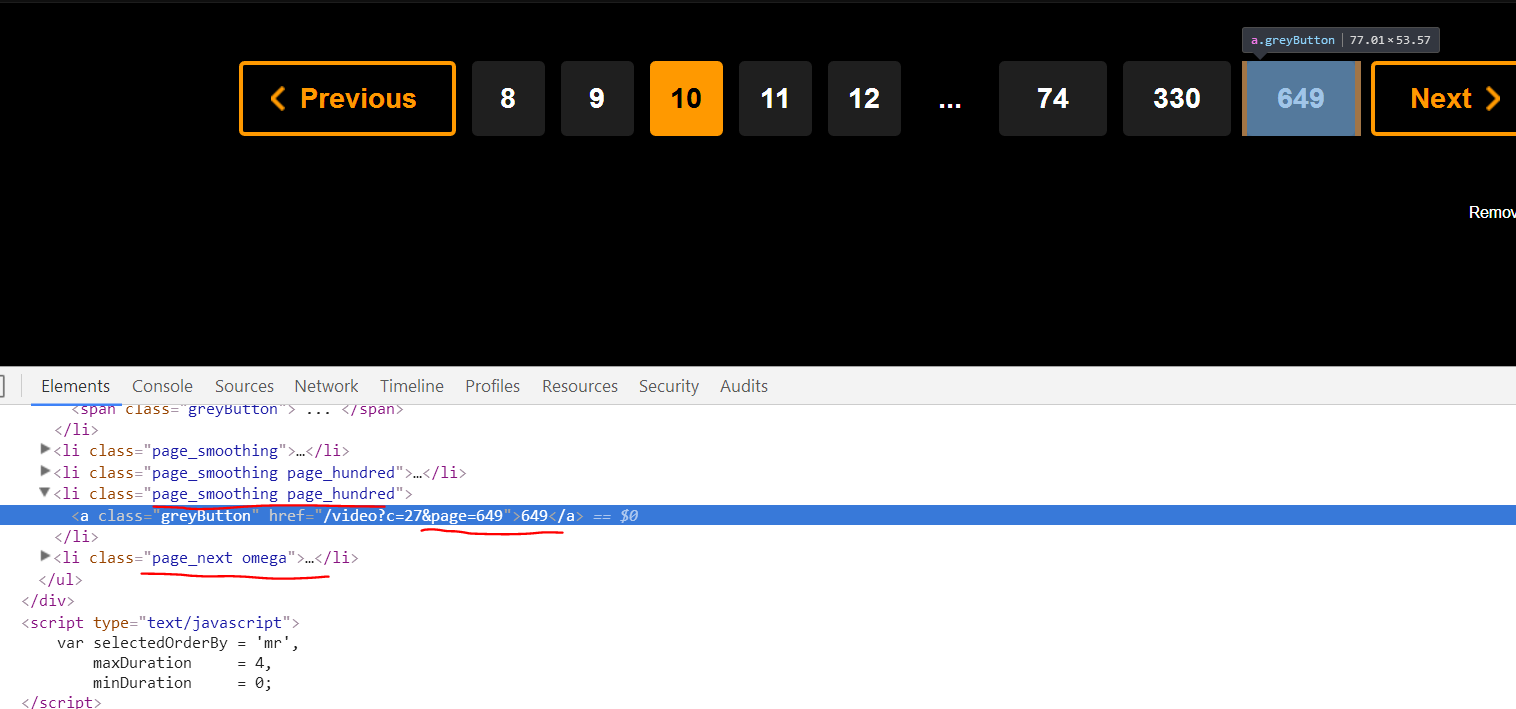 a.greyButton | 77.01×53.57
Previous 8 9 10 11 12 ... 74 330 649 Next
Remov
Elements Console Sources Network Timeline Profiles Resources Security Audits
<span class="greyButton"> ... </span>
</li>
<li class="page_smoothing">…</li>
<li class="page_smoothing page_hundred">…</li>
<li class="page_smoothing page_hundred">
<a class="greyButton" href="/video?c=27&page=649">649</a> == $0
</li>
<li class="page_next omega">…</li>
</ul>
</div>
<script type="text/javascript">
var selectedOrderBy = 'mr',
maxDuration = 4,
minDuration = 0;
</script>